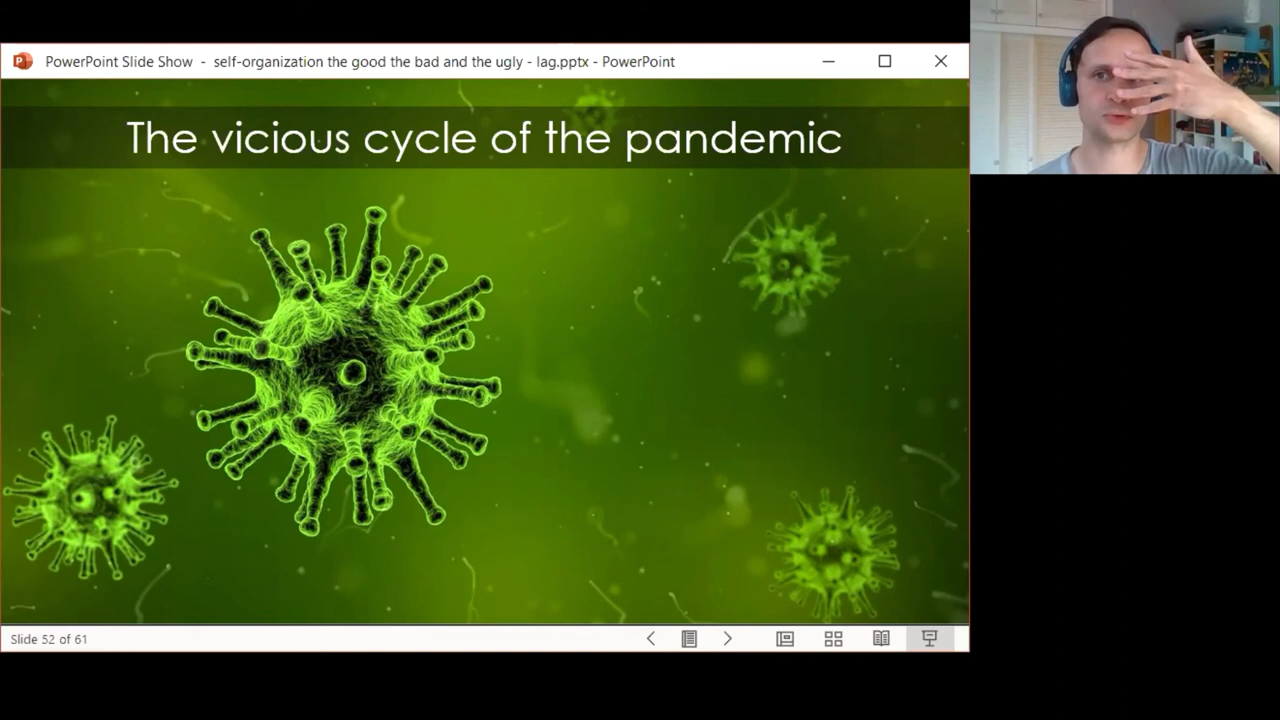 PowerPoint Slide Show - self-organization the good the bad and the ugly - lag.pptx - PowerPoint
The vicious cycle of the pandemic
Slide 52 of 61